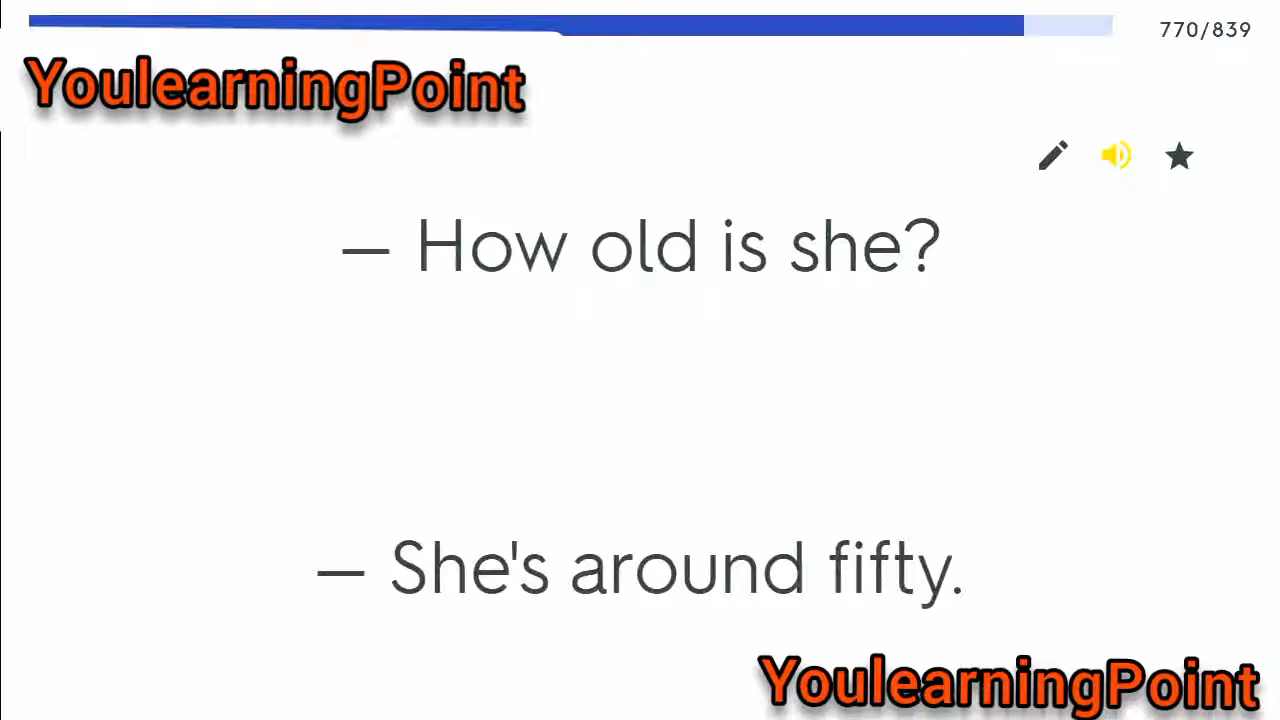 770/839
YoulearningPoint
— How old is she?
— She's around fifty.
YoulearningPoint